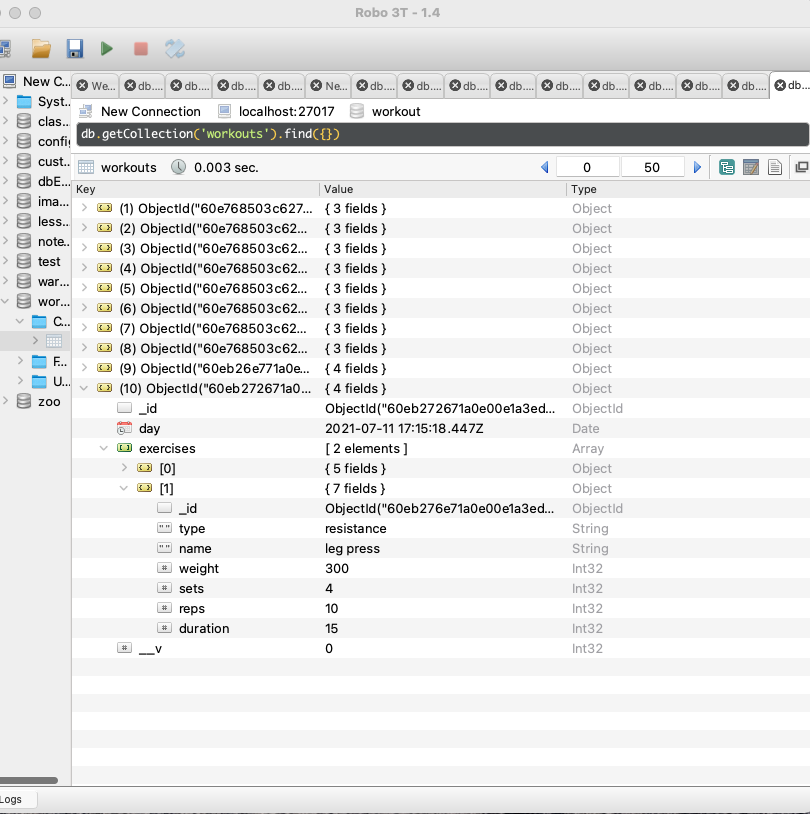 Robo 3T - 1.4
New C...
Syst...
clas...
config
cust...
dbE...
ima...
less...
note...
test
war...
wor...
C...
F...
U...
zoo
We... db.... db.... db.... db.... Ne... db.... db.... db.... db.... db.... db.... db.... db.... db.... db....
New Connection localhost:27017 workout
db.getCollection('workouts').find({})
workouts 0.003 sec. 0 50
Key Value Type
(1) ObjectId("60e768503c627... { 3 fields } Object
(2) ObjectId("60e768503c62... { 3 fields } Object
(3) ObjectId("60e768503c62... { 3 fields } Object
(4) ObjectId("60e768503c62... { 3 fields } Object
(5) ObjectId("60e768503c62... { 3 fields } Object
(6) ObjectId("60e768503c62... { 3 fields } Object
(7) ObjectId("60e768503c62... { 3 fields } Object
(8) ObjectId("60e768503c62... { 3 fields } Object
(9) ObjectId("60eb26e771a0e... { 4 fields } Object
(10) ObjectId("60eb272671a0... { 4 fields } Object
_id ObjectId("60eb272671a0e00e1a3ed... ObjectId
day 2021-07-11 17:15:18.447Z Date
exercises [ 2 elements ] Array
[0] { 5 fields } Object
[1] { 7 fields } Object
_id ObjectId("60eb276e71a0e00e1a3ed... ObjectId
type resistance String
name leg press String
weight 300 Int32
sets 4 Int32
reps 10 Int32
duration 15 Int32
__v 0 Int32
Logs